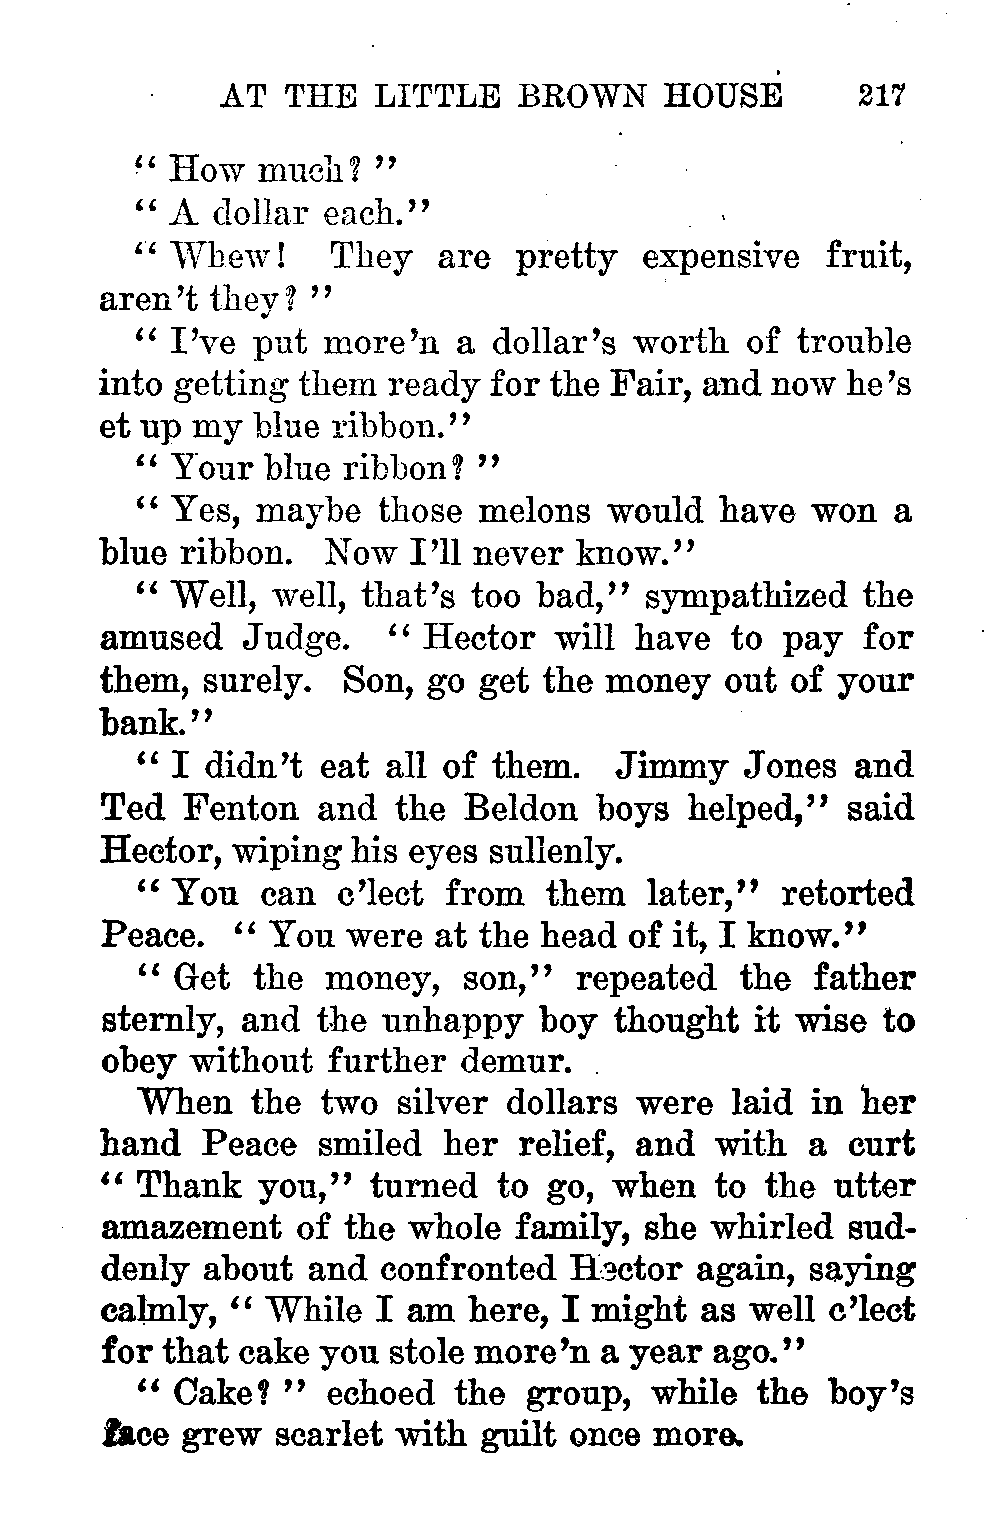 AT THE LITTLE BROWN HOUSE 217
“ How much? ”
“ A dollar each.”
“ Whew! They are pretty expensive fruit,
aren’t they? ”
“ I’ve put more’n a dollar’s worth of trouble
into getting them ready for the Fair, and now he’s
et up my blue ribbon.”
“ Your blue ribbon? ”
“ Yes, maybe those melons would have won a
blue ribbon. Now I’ll never know.”
“ Well, well, that’s too bad,” sympathized the
amused Judge. “ Hector will have to pay for
them, surely. Son, go get the money out of your
bank.”
“ I didn’t eat all of them. Jimmy Jones and
Ted Fenton and the Beldon boys helped,” said
Hector, wiping his eyes sullenly.
“ You can c’lect from them later,” retorted
Peace. “ You were at the head of it, I know.”
“ Get the money, son,” repeated the father
sternly, and the unhappy boy thought it wise to
obey without further demur.
When the two silver dollars were laid in her
hand Peace smiled her relief, and with a curt
“ Thank you,” turned to go, when to the utter
amazement of the whole family, she whirled sud-
denly about and confronted Hector again, saying
calmly, “ While I am here, I might as well c’lect
for that cake you stole more’n a year ago.”
“ Cake? ” echoed the group, while the boy’s
face grew scarlet with guilt once more.